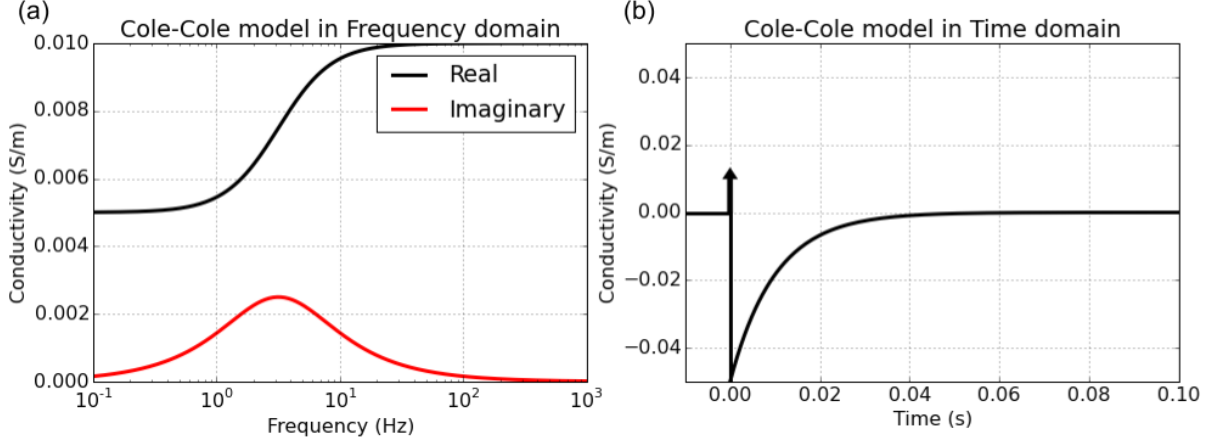 (a)
Cole-Cole model in Frequency domain
Conductivity (S/m)
0.010
0.008
0.006
0.004
0.002
0.000
Real
Imaginary
10-1 100 101 102 103
Frequency (Hz)
(b)
Cole-Cole model in Time domain
Conductivity (S/m)
0.04
0.02
0.00
−0.02
−0.04
0.00 0.02 0.04 0.06 0.08 0.10
Time (s)